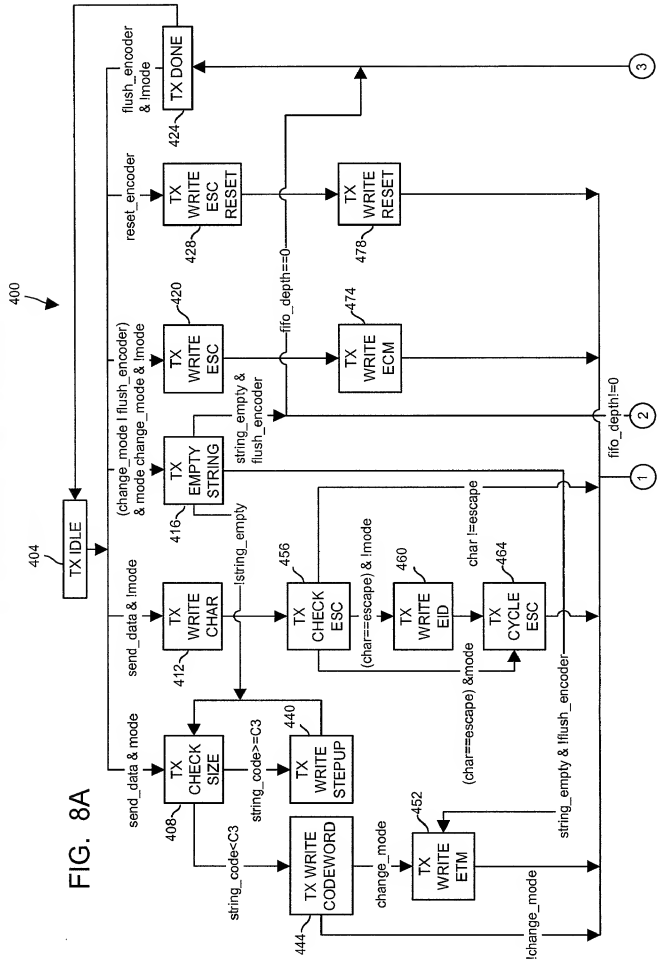 FIG. 8A
400
404
TX IDLE
send_data & mode
send_data & !mode
(change_mode | flush_encoder)
& mode
change_mode & !mode
reset_encoder
flush_encoder
& !mode
TX
CHECK
SIZE
408
TX
WRITE
CHAR
412
TX
EMPTY
STRING
416
TX
WRITE
ESC
420
TX
WRITE
ESC
RESET
428
TX DONE
424
!string_empty
string_empty &
flush_encoder
fifo_depth==0
string_code<C3
string_code>=C3
TX
WRITE
STEPUP
440
TX
CHECK
ESC
456
TX
WRITE
ECM
474
TX
WRITE
RESET
478
TX WRITE
CODEWORD
444
(char==escape) & !mode
char !=escape
TX
WRITE
EID
460
(char==escape) &mode
TX
CYCLE
ESC
464
change_mode
TX
WRITE
ETM
452
string_empty & !flush_encoder
!change_mode
fifo_depth!=0
1
2
3